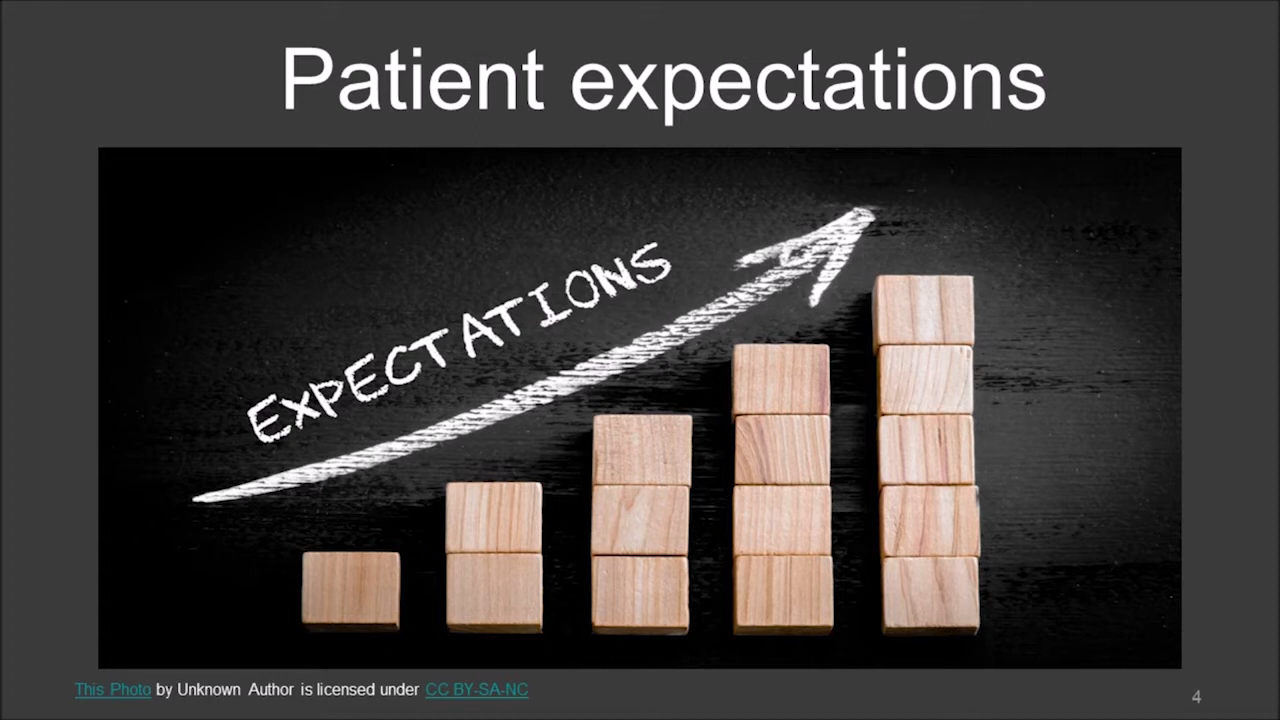 Patient expectations
EXPECTATIONS
This Photo by Unknown Author is licensed under CC BY-SA-NC
4